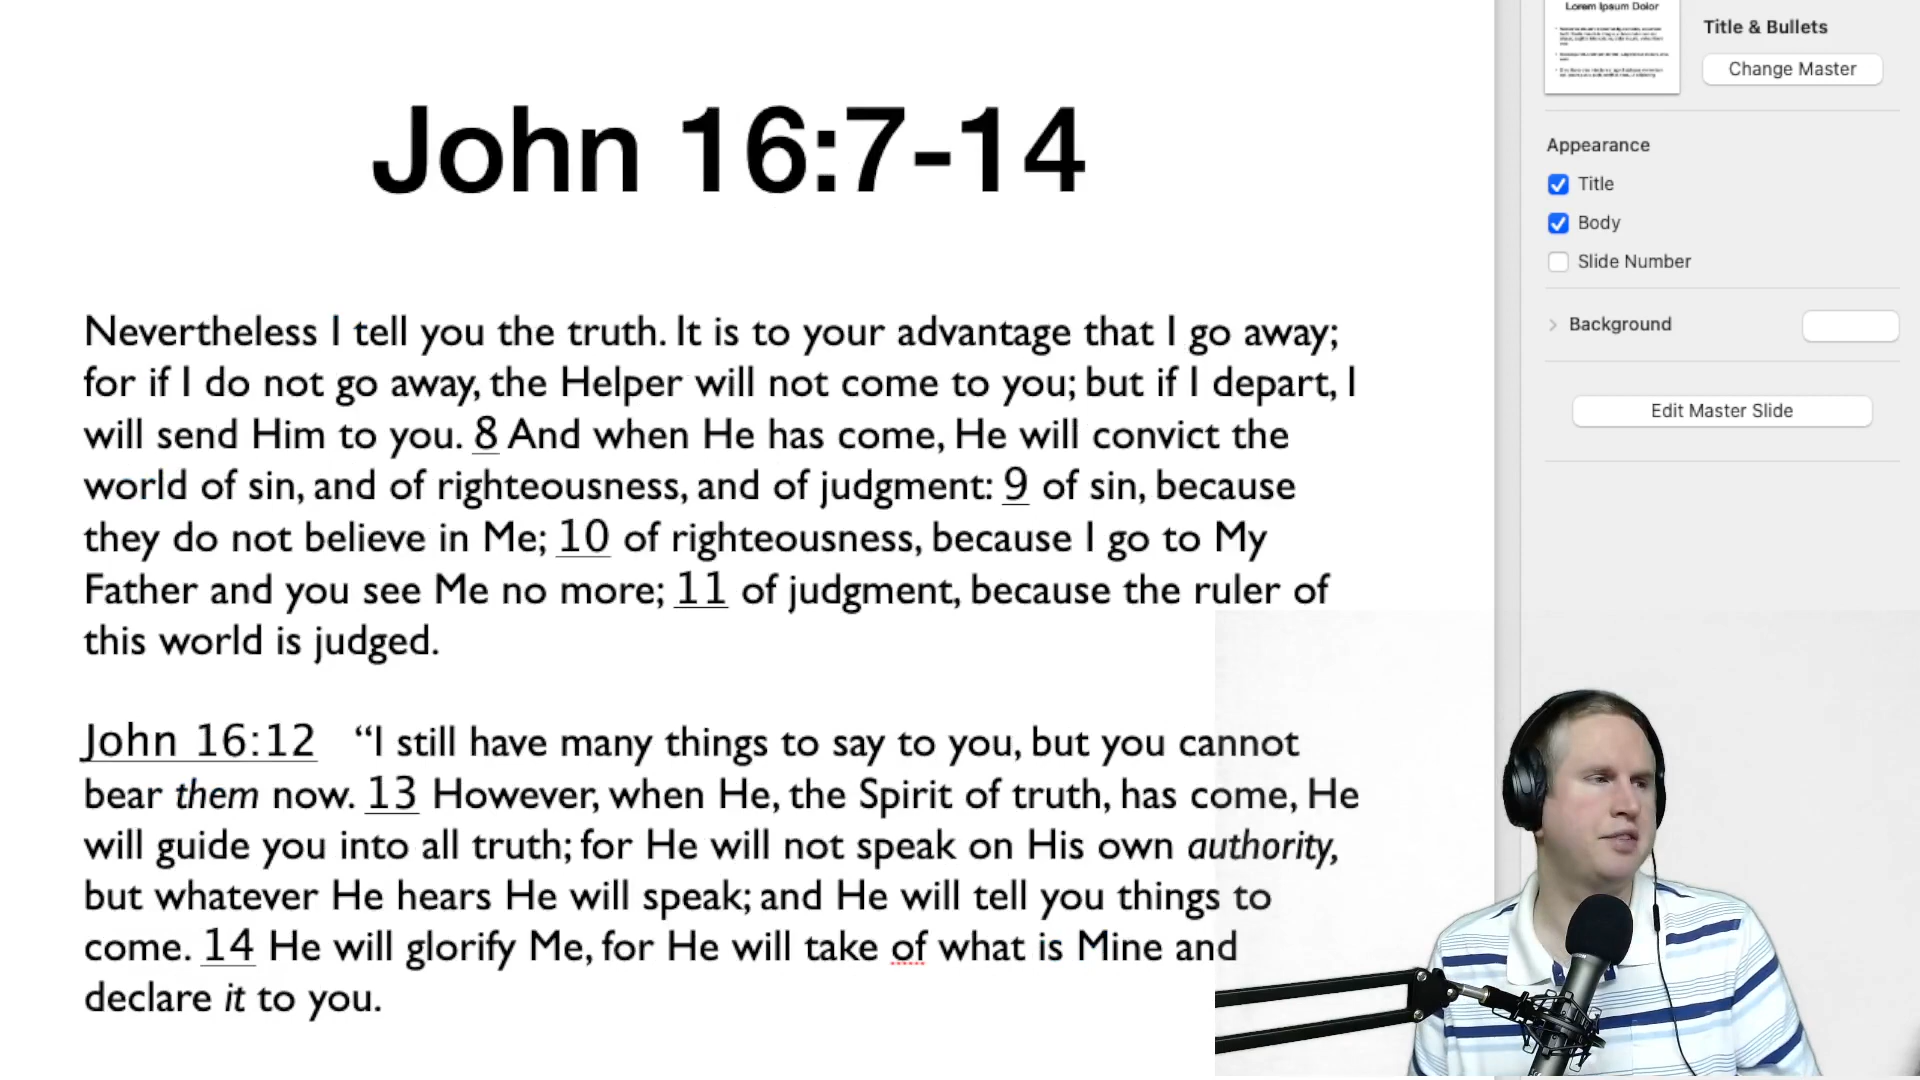 John 16:7-14
Nevertheless I tell you the truth. It is to your advantage that I go away;
for if I do not go away, the Helper will not come to you; but if I depart, I
will send Him to you. 8 And when He has come, He will convict the
world of sin, and of righteousness, and of judgment: 9 of sin, because
they do not believe in Me; 10 of righteousness, because I go to My
Father and you see Me no more; 11 of judgment, because the ruler of
this world is judged.
John 16:12 “I still have many things to say to you, but you cannot
bear them now. 13 However, when He, the Spirit of truth, has come, He
will guide you into all truth; for He will not speak on His own authority,
but whatever He hears He will speak; and He will tell you things to
come. 14 He will glorify Me, for He will take of what is Mine and
declare it to you.
Lorem Ipsum Dolor
Title & Bullets
Change Master
Appearance
Title
Body
Slide Number
Background
Edit Master Slide